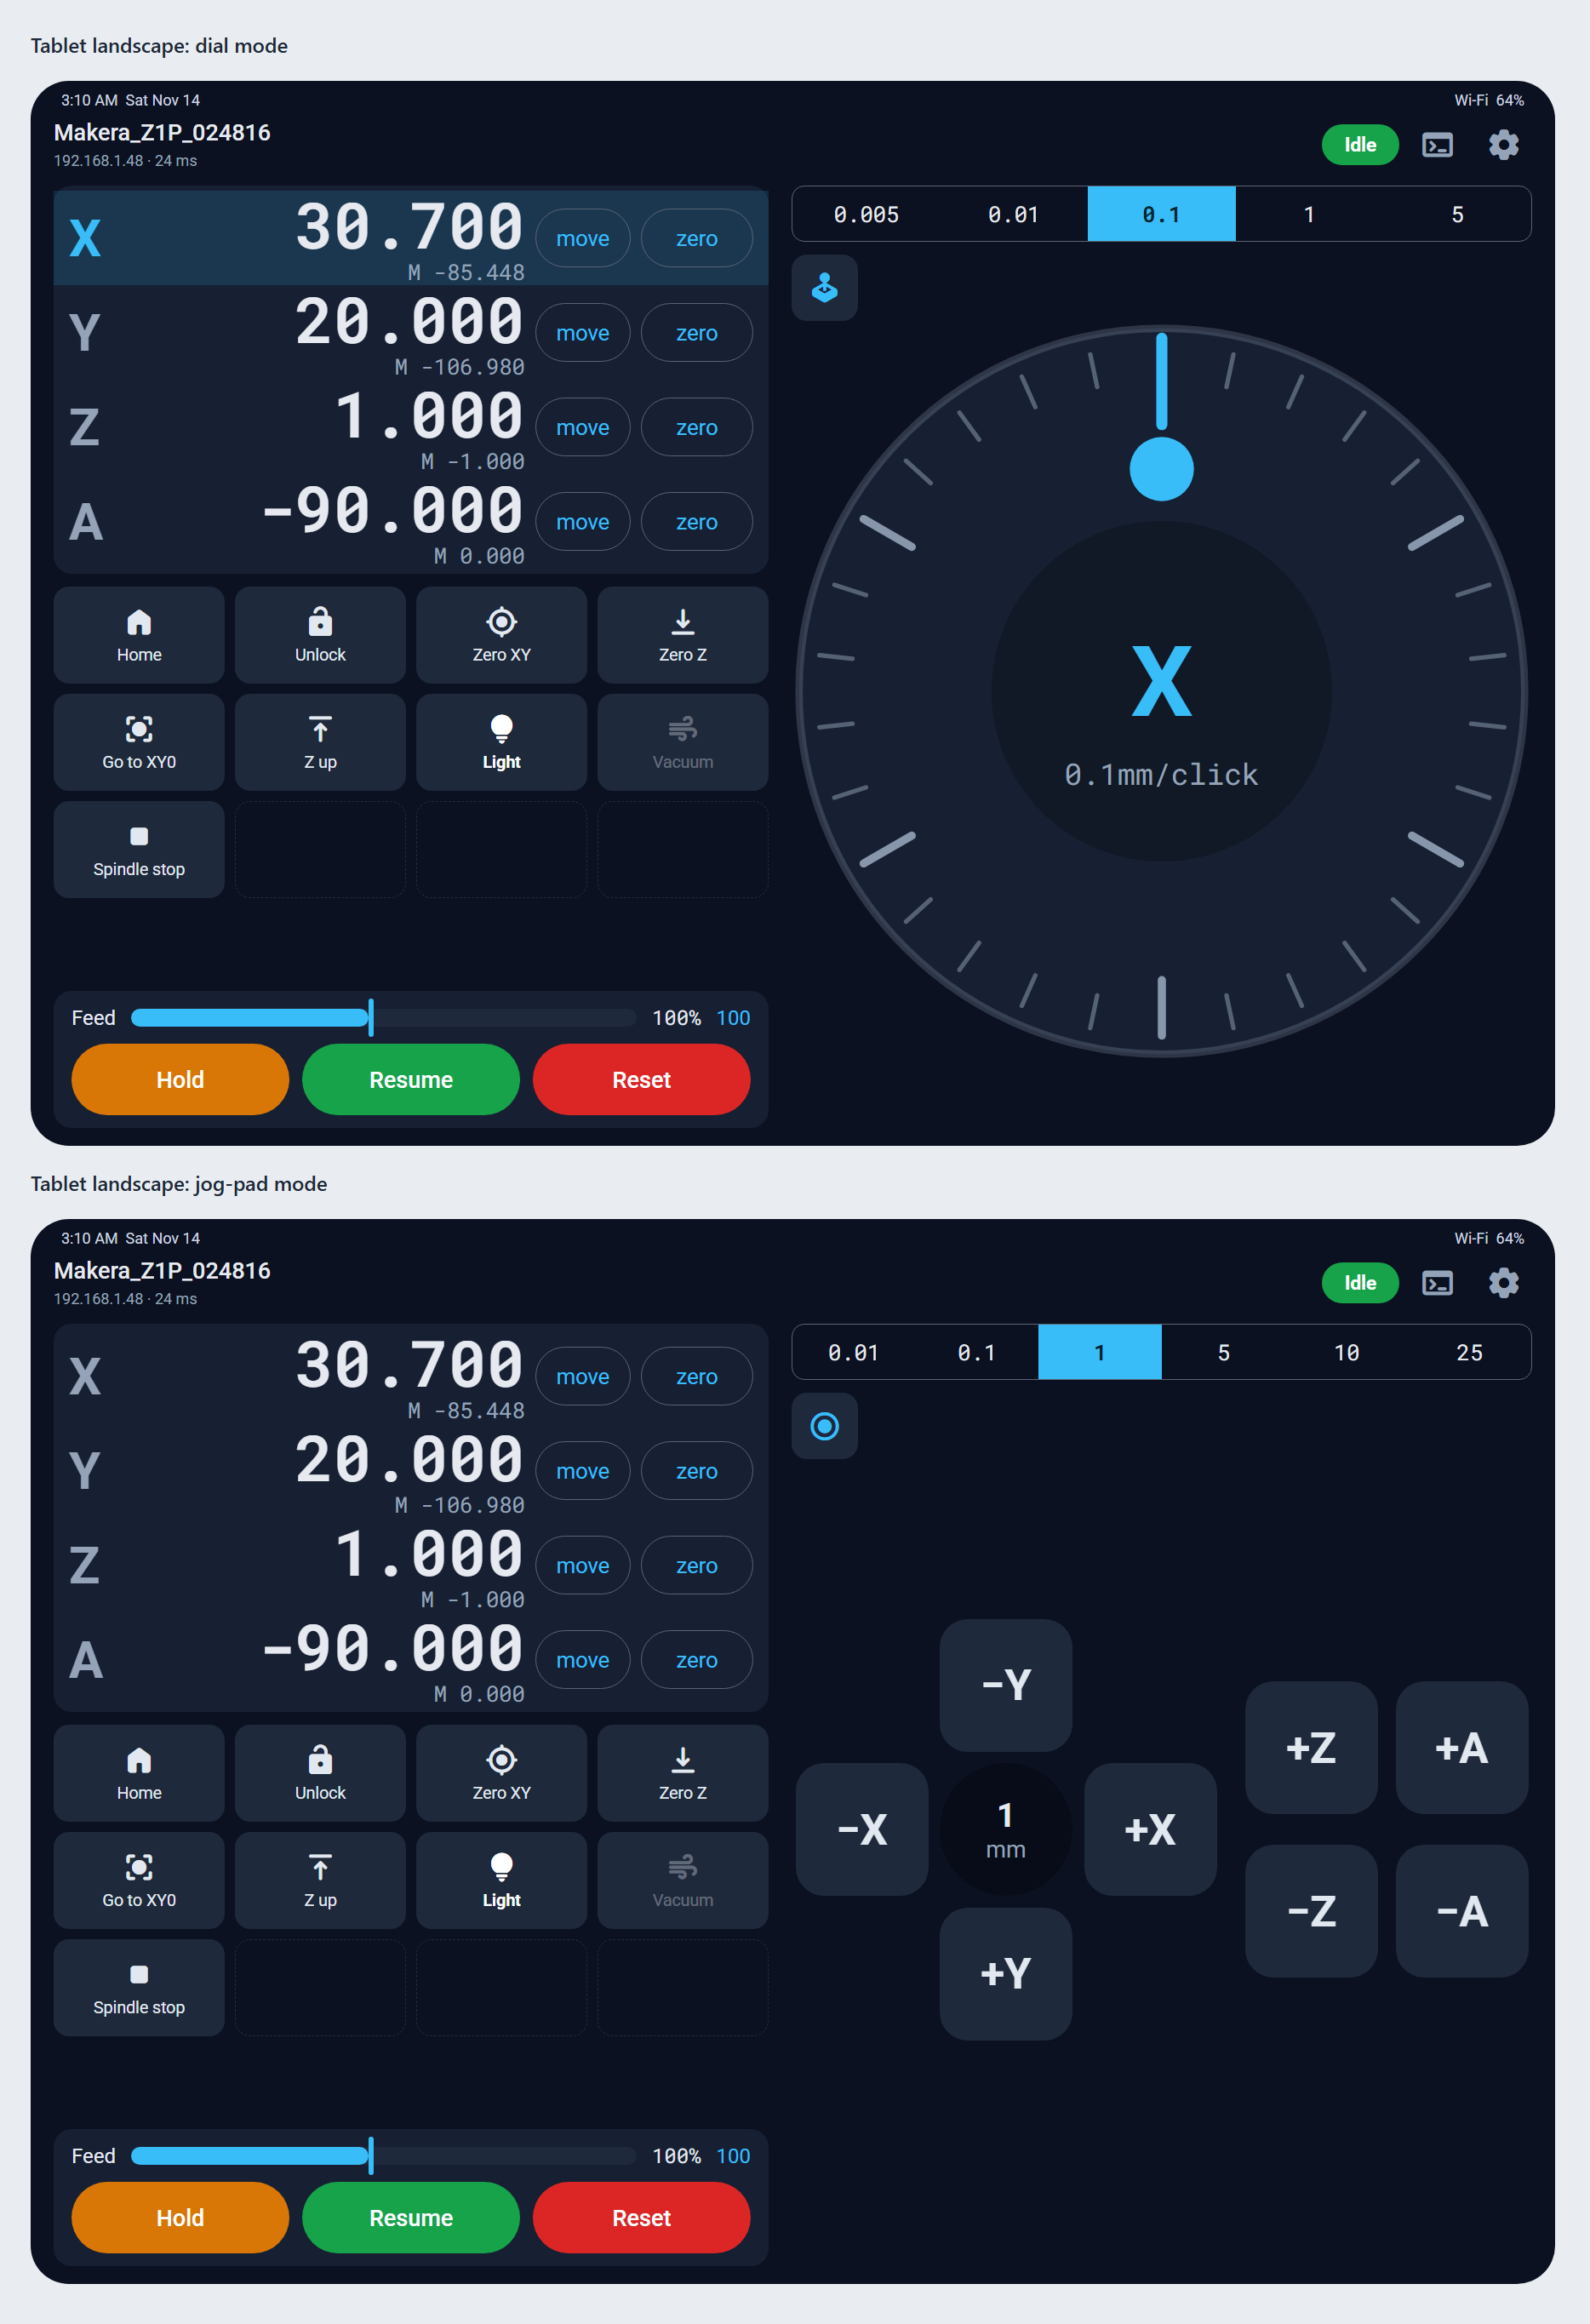 Tablet landscape: dial mode
3:10 AM Sat Nov 14
Wi-Fi 64%
Makera_Z1P_024816
192.168.1.48 · 24 ms
Idle
X 30.700 move zero
M -85.448
Y 20.000 move zero
M -106.980
Z 1.000 move zero
M -1.000
A -90.000 move zero
M 0.000
Home Unlock Zero XY Zero Z
Go to XY0 Z up Light Vacuum
Spindle stop
Feed 100% 100
Hold Resume Reset
0.005 0.01 0.1 1 5
X
0.1mm/click
Tablet landscape: jog-pad mode
3:10 AM Sat Nov 14
Wi-Fi 64%
Makera_Z1P_024816
192.168.1.48 · 24 ms
Idle
X 30.700 move zero
M -85.448
Y 20.000 move zero
M -106.980
Z 1.000 move zero
M -1.000
A -90.000 move zero
M 0.000
Home Unlock Zero XY Zero Z
Go to XY0 Z up Light Vacuum
Spindle stop
Feed 100% 100
Hold Resume Reset
0.01 0.1 1 5 10 25
−Y
+Z +A
−X 1 +X
mm
−Z −A
+Y